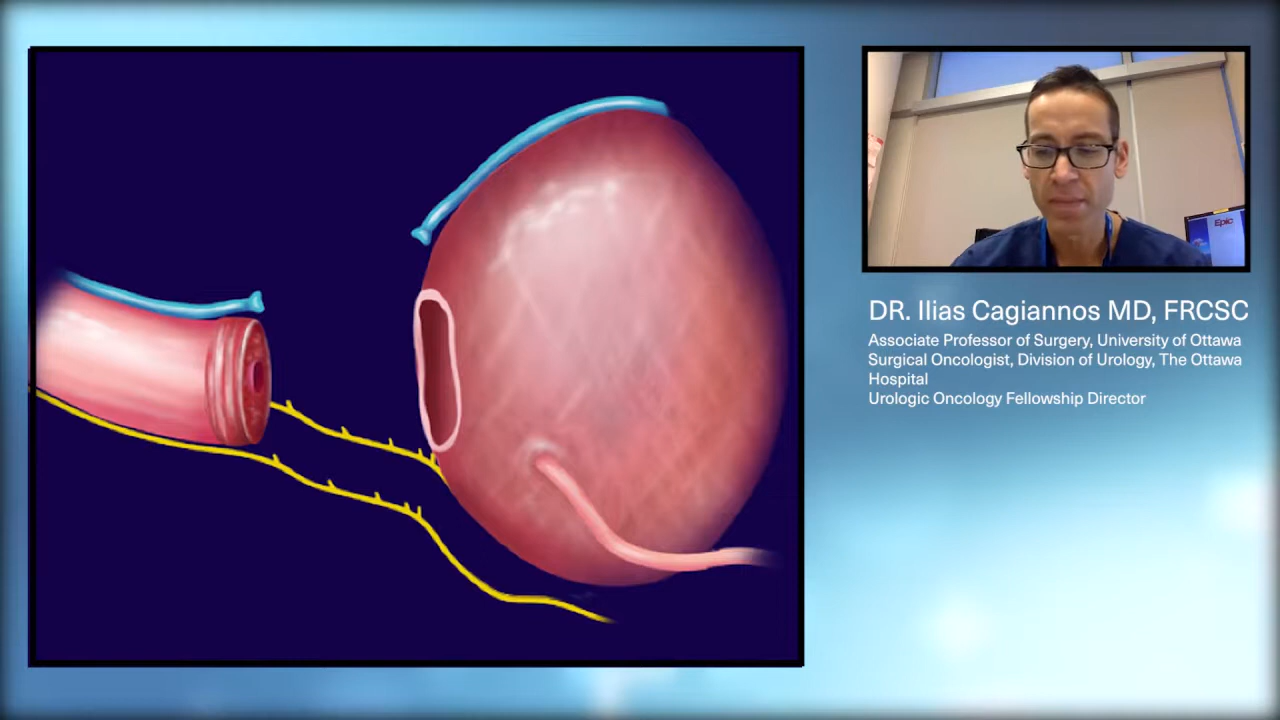 Epic
DR. Ilias Cagiannos MD, FRCSC
Associate Professor of Surgery, University of Ottawa
Surgical Oncologist, Division of Urology, The Ottawa
Hospital
Urologic Oncology Fellowship Director